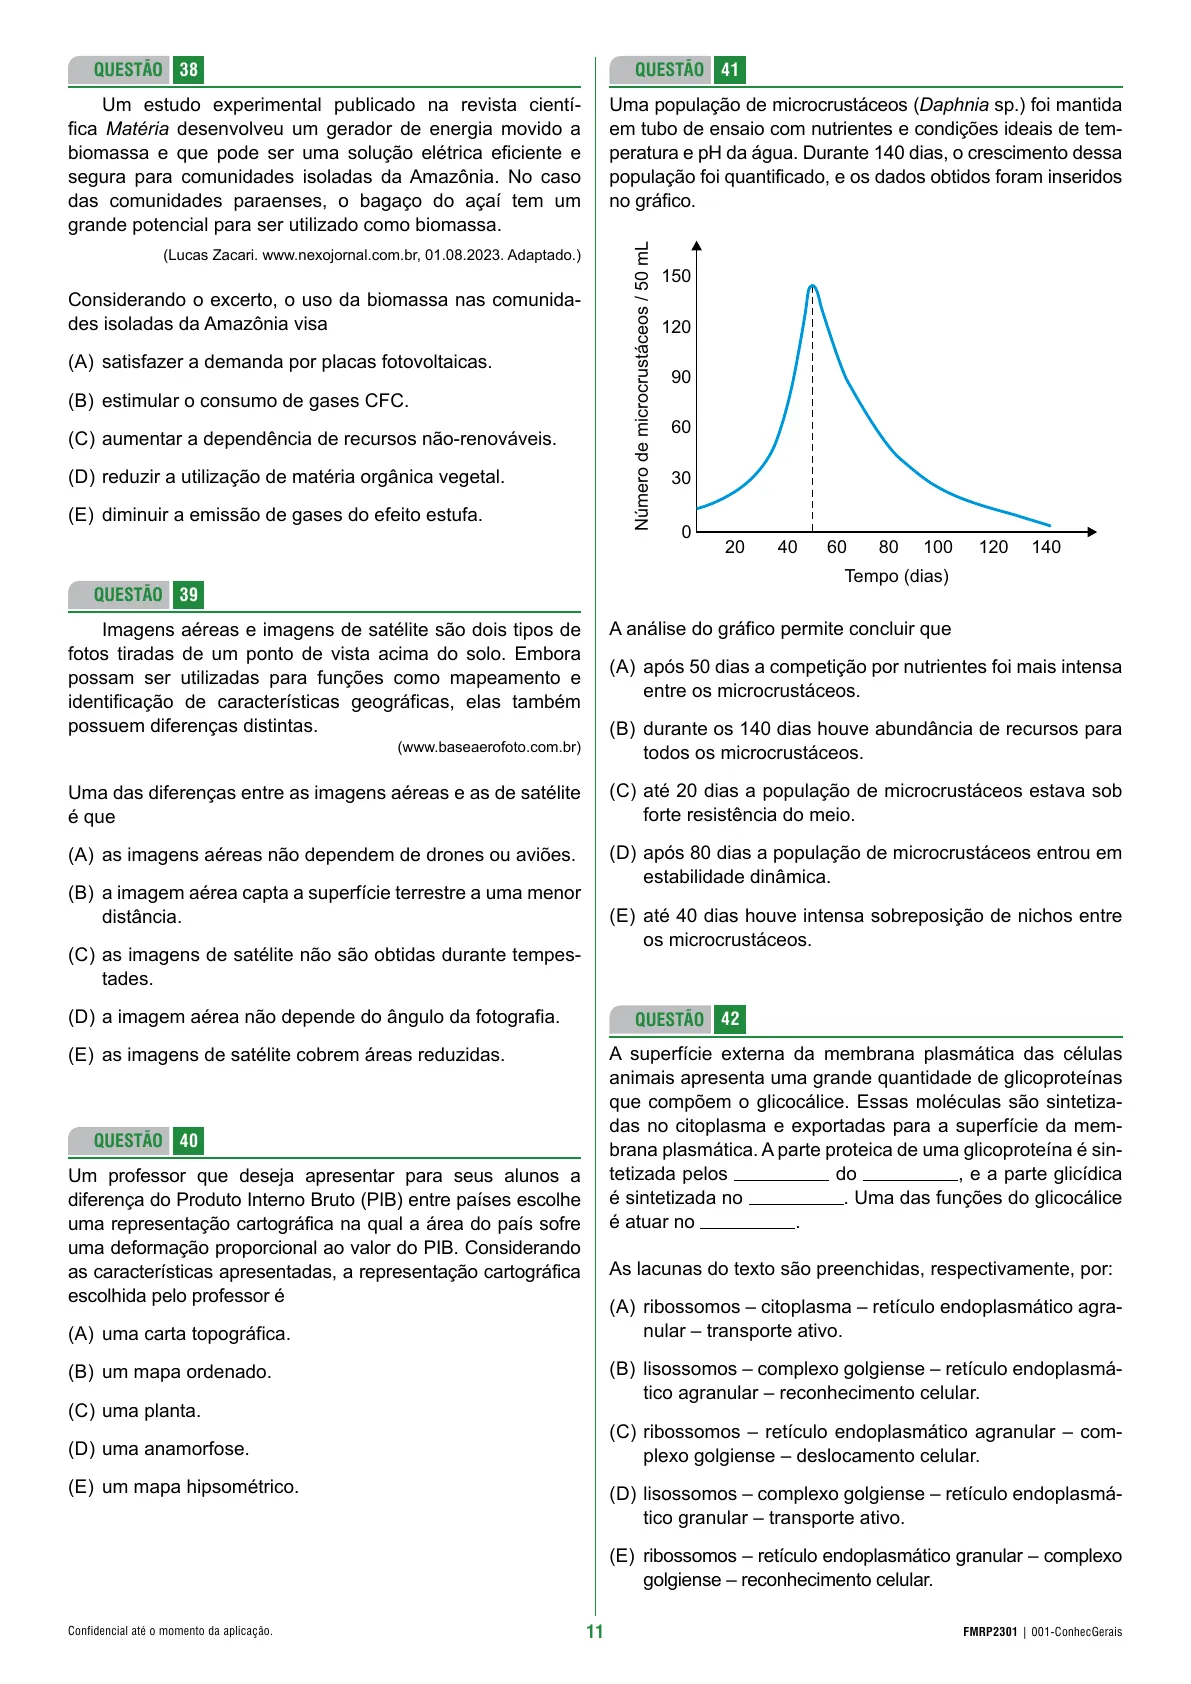 QUESTÃO 38
Um estudo experimental publicado na revista cientí-
fica Matéria desenvolveu um gerador de energia movido a
biomassa e que pode ser uma solução elétrica eficiente e
segura para comunidades isoladas da Amazônia. No caso
das comunidades paraenses, o bagaço do açaí tem um
grande potencial para ser utilizado como biomassa.
(Lucas Zacari. www.nexojornal.com.br, 01.08.2023. Adaptado.)
Considerando o excerto, o uso da biomassa nas comunida-
des isoladas da Amazônia visa
(A) satisfazer a demanda por placas fotovoltaicas.
(B) estimular o consumo de gases CFC.
(C) aumentar a dependência de recursos não-renováveis.
(D) reduzir a utilização de matéria orgânica vegetal.
(E) diminuir a emissão de gases do efeito estufa.
QUESTÃO 39
Imagens aéreas e imagens de satélite são dois tipos de
fotos tiradas de um ponto de vista acima do solo. Embora
possam ser utilizadas para funções como mapeamento e
identificação de características geográficas, elas também
possuem diferenças distintas.
(www.baseaerofoto.com.br)
Uma das diferenças entre as imagens aéreas e as de satélite
é que
(A) as imagens aéreas não dependem de drones ou aviões.
(B) a imagem aérea capta a superfície terrestre a uma menor
distância.
(C) as imagens de satélite não são obtidas durante tempes-
tades.
(D) a imagem aérea não depende do ângulo da fotografia.
(E) as imagens de satélite cobrem áreas reduzidas.
QUESTÃO 40
Um professor que deseja apresentar para seus alunos a
diferença do Produto Interno Bruto (PIB) entre países escolhe
uma representação cartográfica na qual a área do país sofre
uma deformação proporcional ao valor do PIB. Considerando
as características apresentadas, a representação cartográfica
escolhida pelo professor é
(A) uma carta topográfica.
(B) um mapa ordenado.
(C) uma planta.
(D) uma anamorfose.
(E) um mapa hipsométrico.
QUESTÃO 41
Uma população de microcrustáceos (Daphnia sp.) foi mantida
em tubo de ensaio com nutrientes e condições ideais de tem-
peratura e pH da água. Durante 140 dias, o crescimento dessa
população foi quantificado, e os dados obtidos foram inseridos
no gráfico.
Número de microcrustáceos / 50 mL
150
120
90
60
30
0
20 40 60 80 100 120 140
Tempo (dias)
A análise do gráfico permite concluir que
(A) após 50 dias a competição por nutrientes foi mais intensa
entre os microcrustáceos.
(B) durante os 140 dias houve abundância de recursos para
todos os microcrustáceos.
(C) até 20 dias a população de microcrustáceos estava sob
forte resistência do meio.
(D) após 80 dias a população de microcrustáceos entrou em
estabilidade dinâmica.
(E) até 40 dias houve intensa sobreposição de nichos entre
os microcrustáceos.
QUESTÃO 42
A superfície externa da membrana plasmática das células
animais apresenta uma grande quantidade de glicoproteínas
que compõem o glicocálice. Essas moléculas são sintetiza-
das no citoplasma e exportadas para a superfície da mem-
brana plasmática. A parte proteica de uma glicoproteína é sin-
tetizada pelos _________ do _________, e a parte glicídica
é sintetizada no _________. Uma das funções do glicocálice
é atuar no _________.
As lacunas do texto são preenchidas, respectivamente, por:
(A) ribossomos – citoplasma – retículo endoplasmático agra-
nular – transporte ativo.
(B) lisossomos – complexo golgiense – retículo endoplasmá-
tico agranular – reconhecimento celular.
(C) ribossomos – retículo endoplasmático agranular – com-
plexo golgiense – deslocamento celular.
(D) lisossomos – complexo golgiense – retículo endoplasmá-
tico granular – transporte ativo.
(E) ribossomos – retículo endoplasmático granular – complexo
golgiense – reconhecimento celular.
Confidencial até o momento da aplicação.
11
FMRP2301 | 001-ConhecGerais